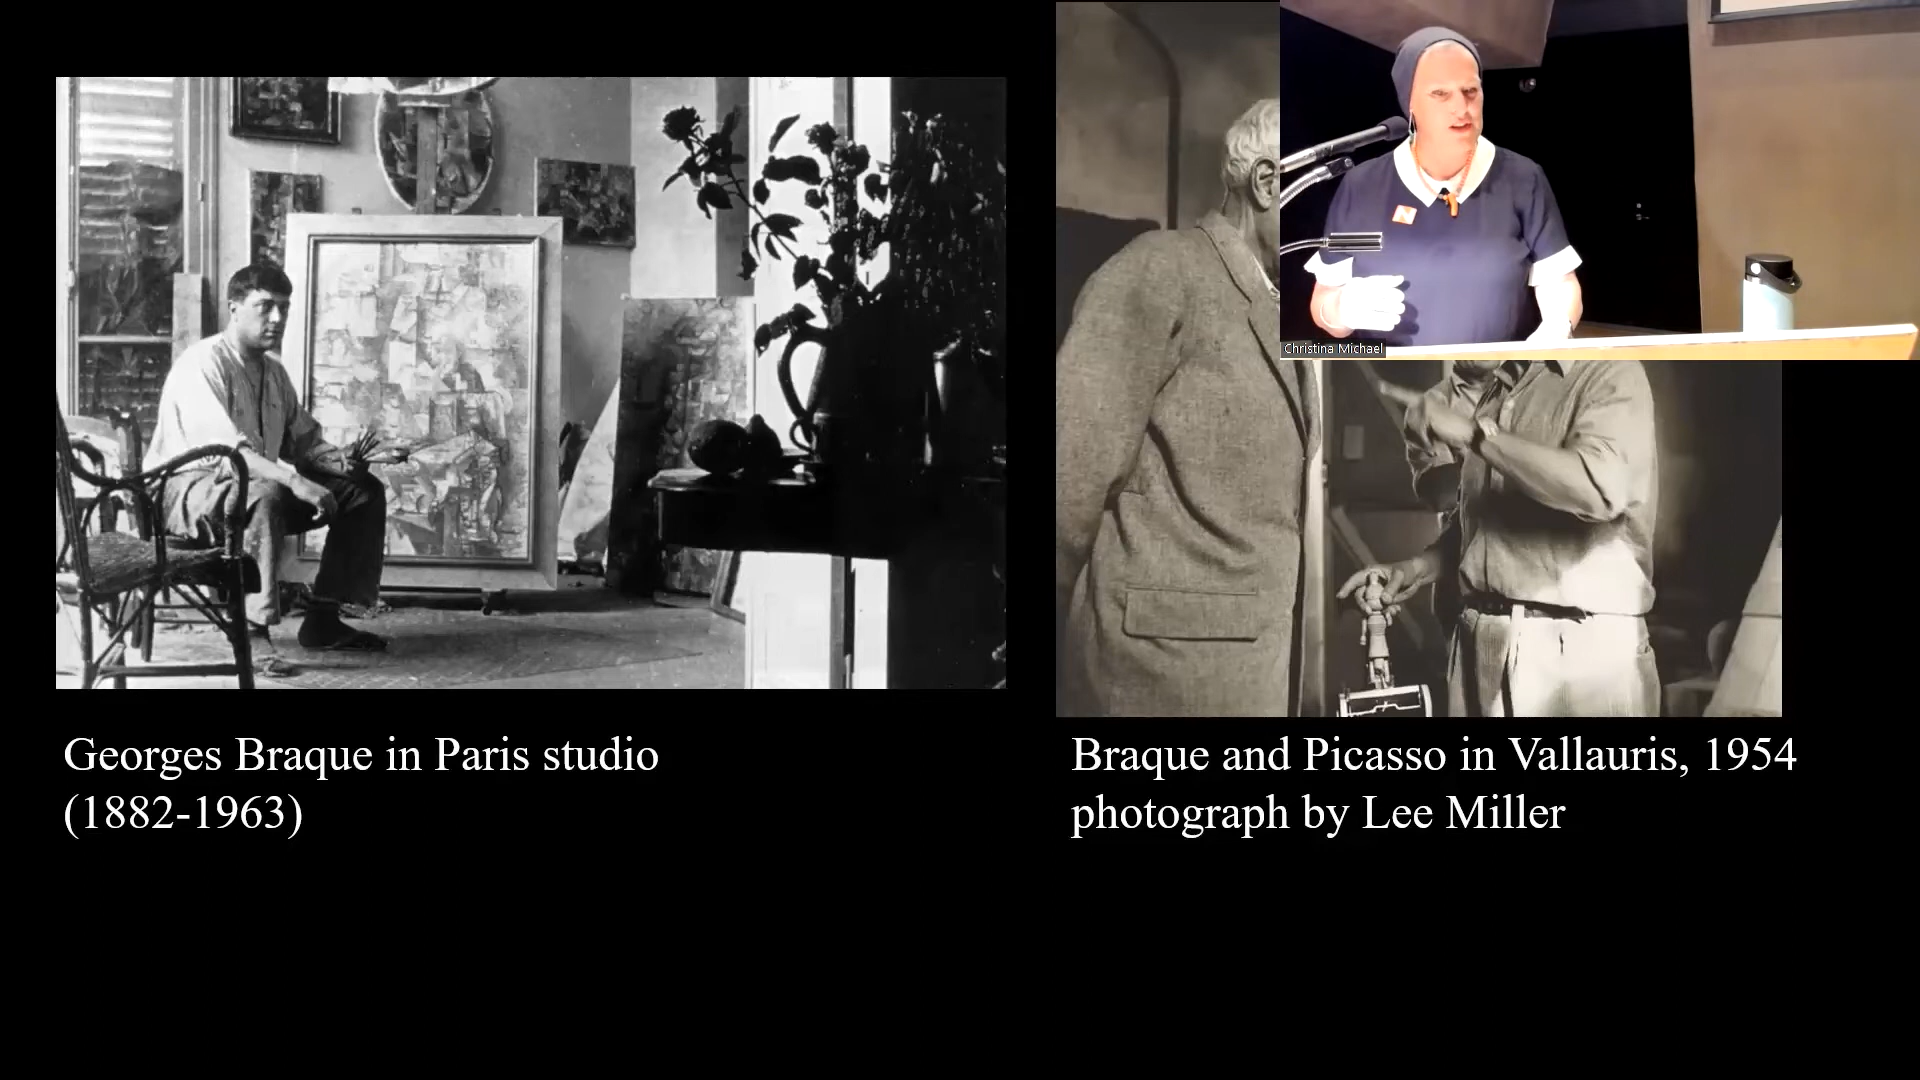 Christina Michael
Georges Braque in Paris studio
(1882-1963)
Braque and Picasso in Vallauris, 1954
photograph by Lee Miller